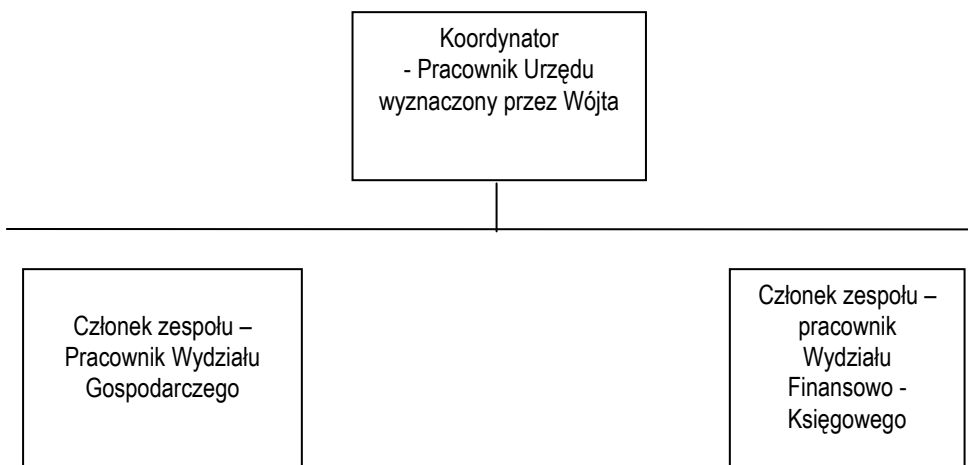 Koordynator
- Pracownik Urzędu
wyznaczony przez Wójta
Członek zespołu –
Pracownik Wydziału
Gospodarczego
Członek zespołu –
pracownik
Wydziału
Finansowo -
Księgowego